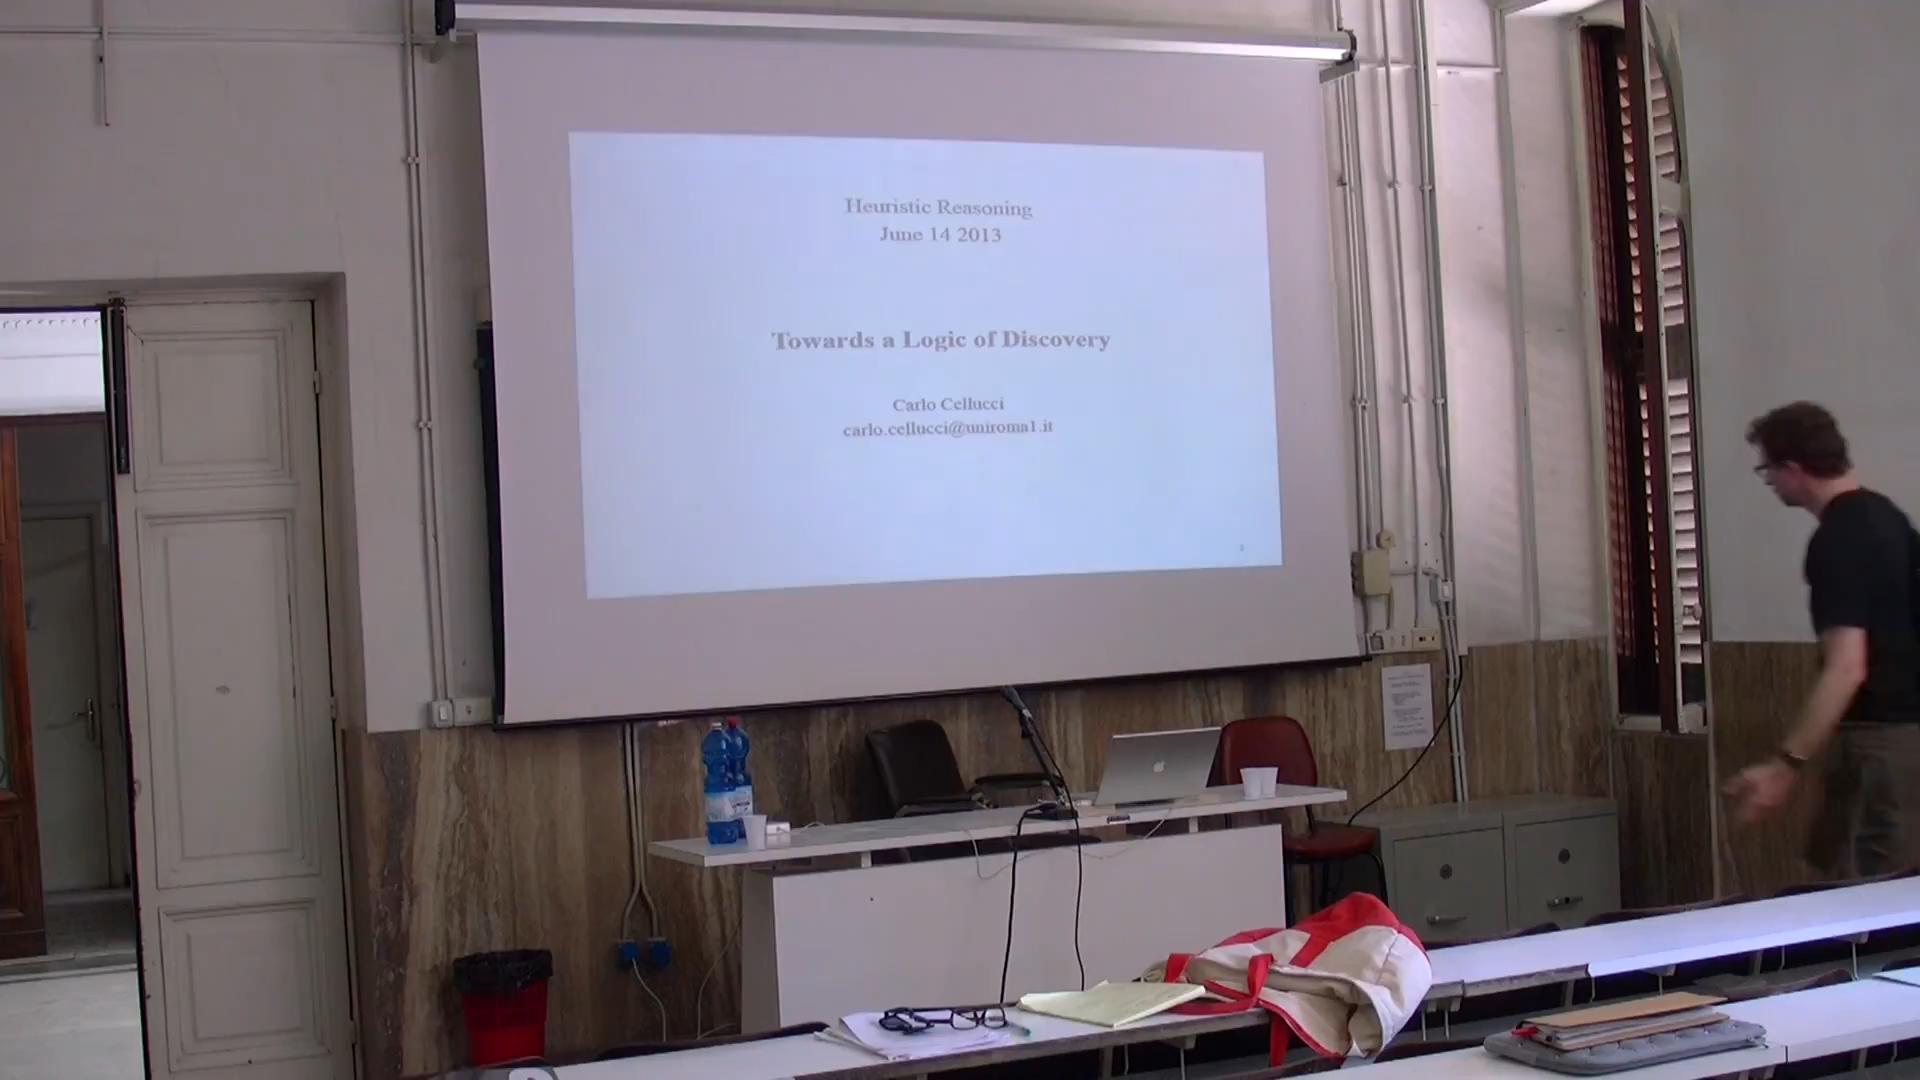 Heuristic Reasoning
June 14 2013
Towards a Logic of Discovery
Carlo Cellucci
carlo.cellucci@uniroma1.it